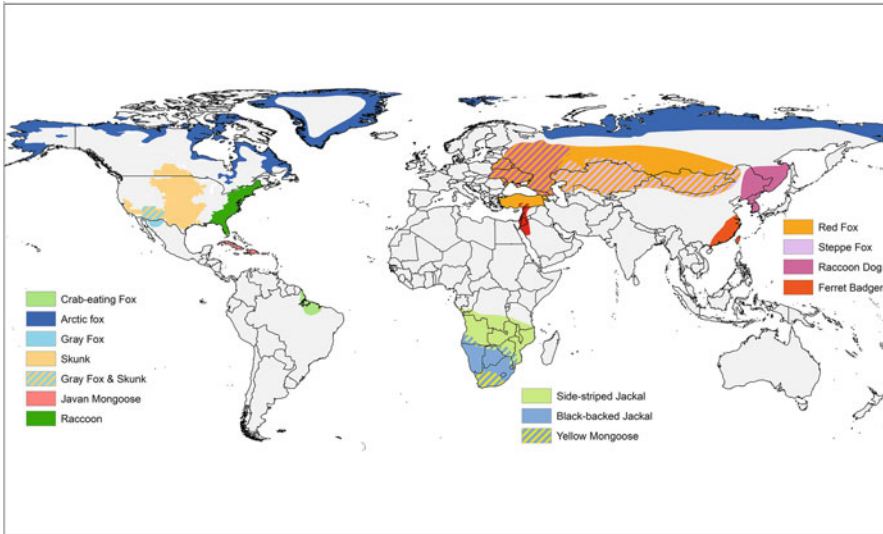 Crab-eating Fox
Arctic fox
Gray Fox
Skunk
Gray Fox & Skunk
Javan Mongoose
Raccoon
Side-striped Jackal
Black-backed Jackal
Yellow Mongoose
Red Fox
Steppe Fox
Raccoon Dog
Ferret Badger